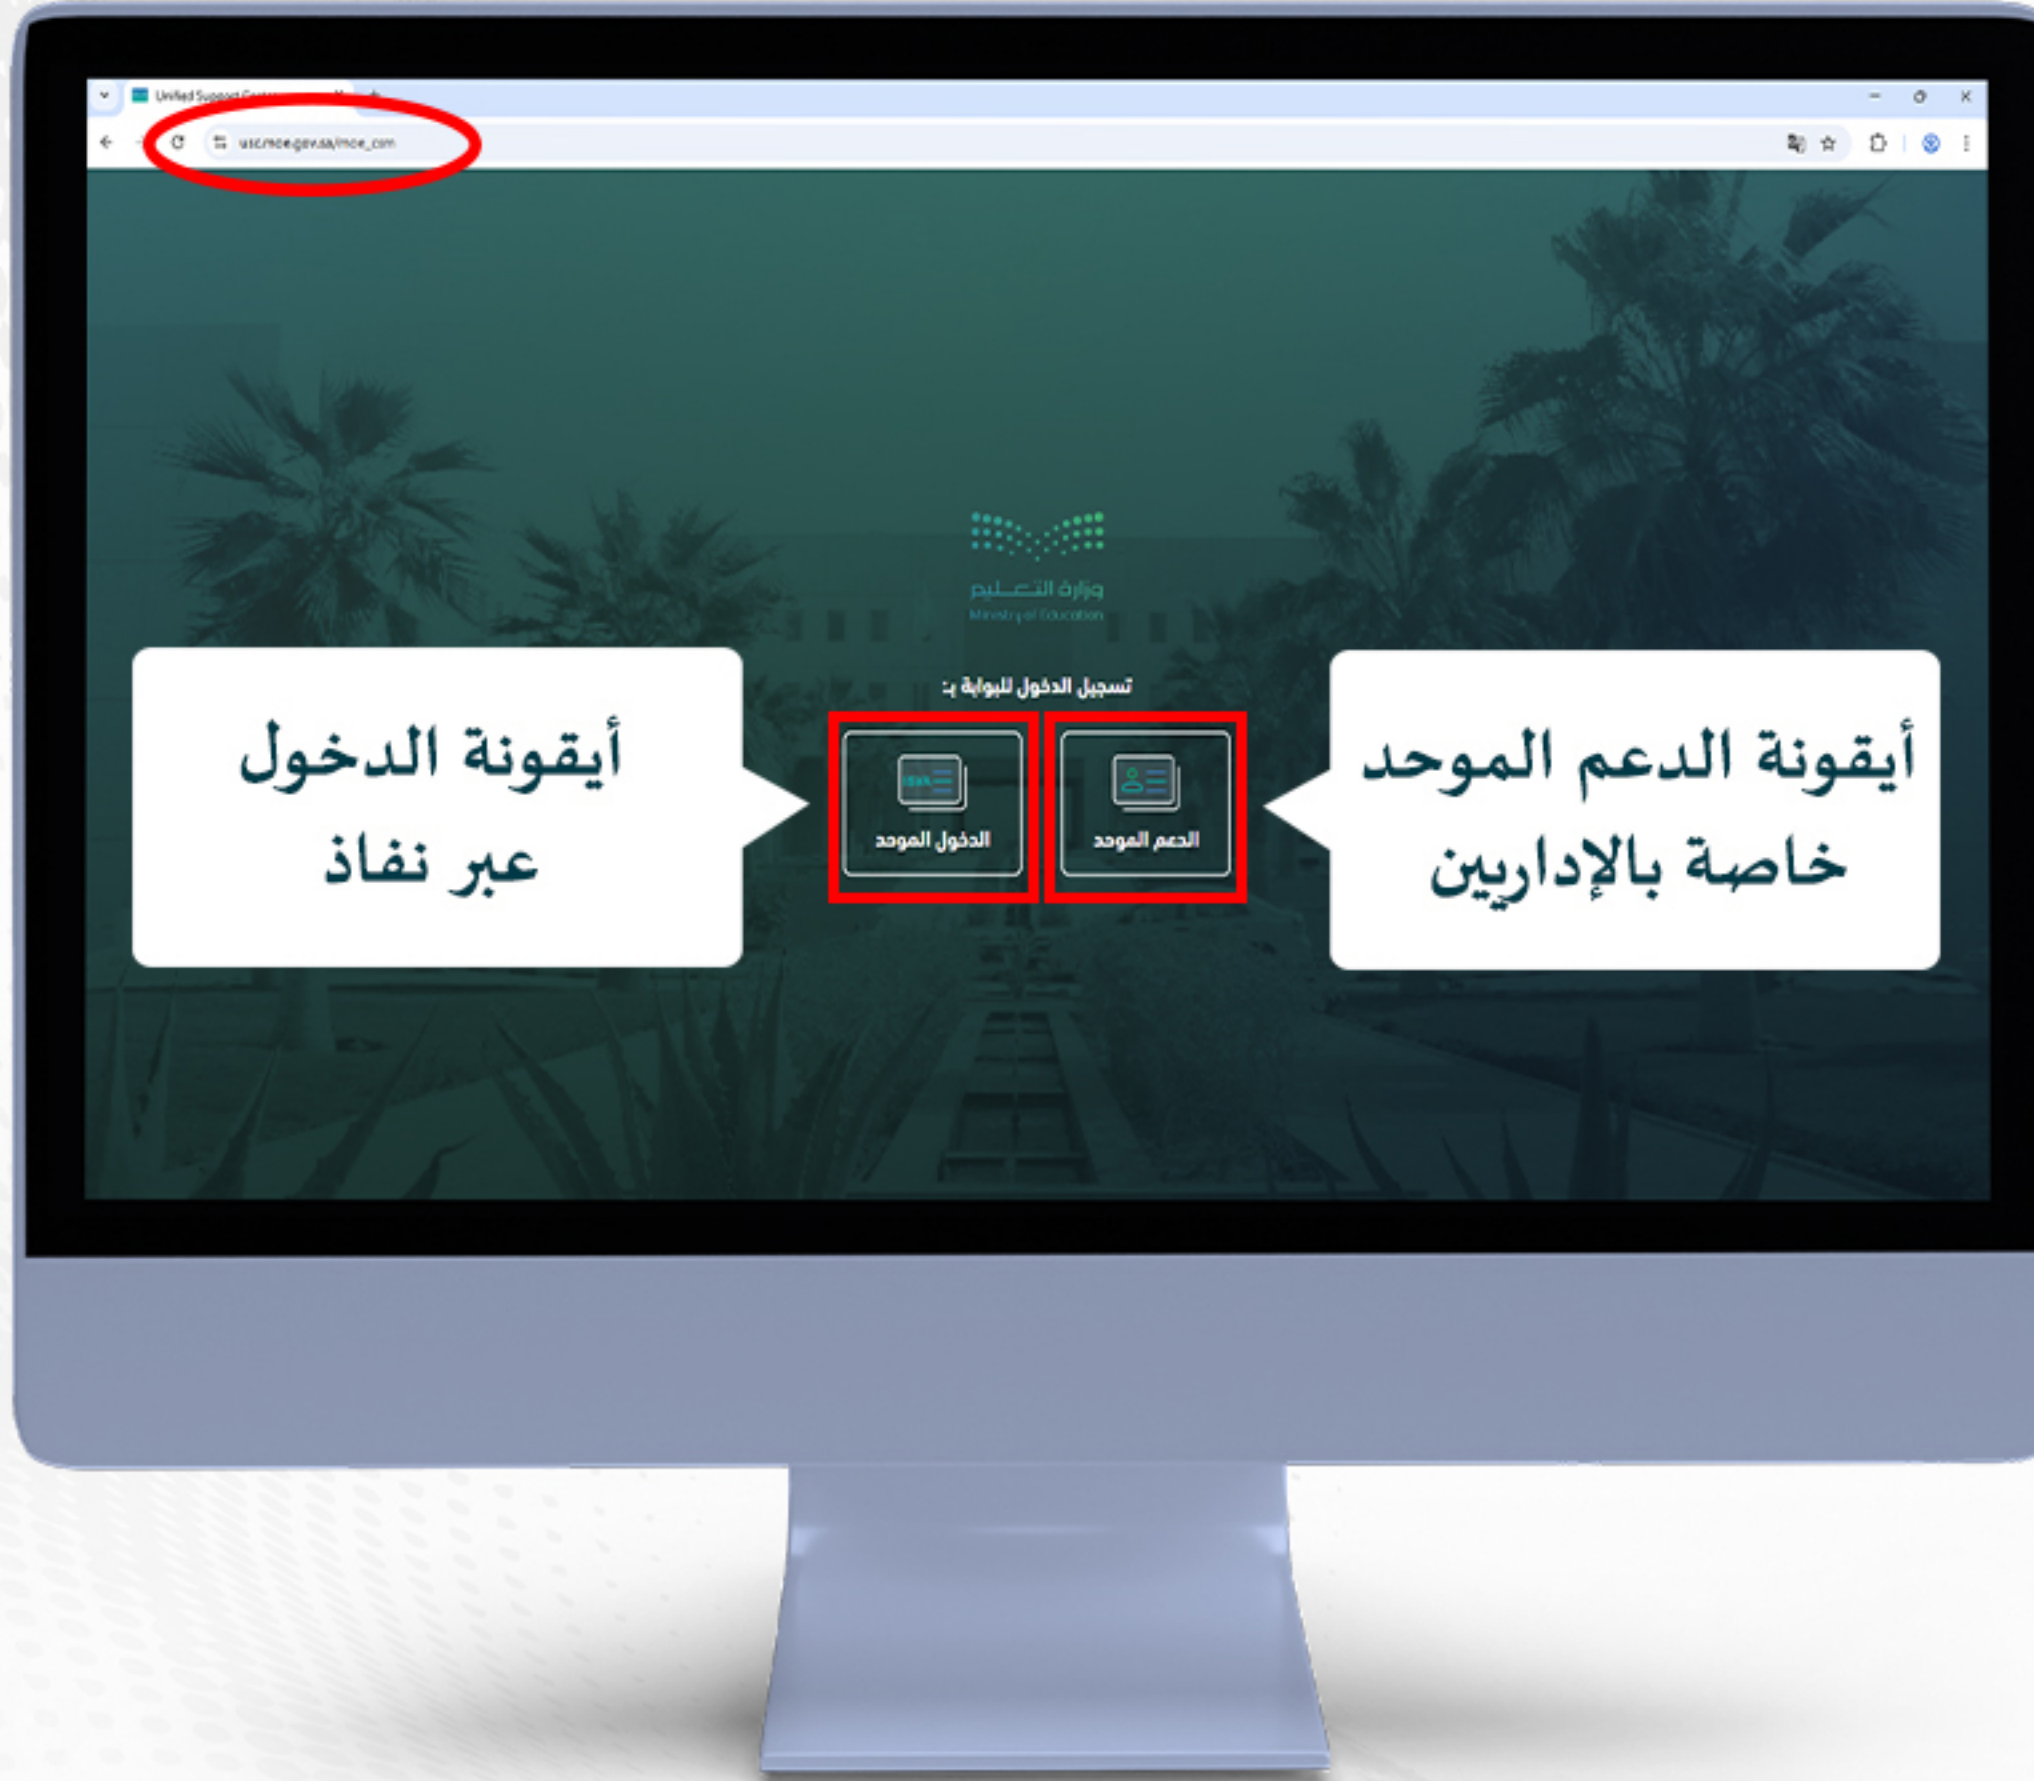 Unified Support
usc.moe.gov.sa/moe_csm
وزارة التعليم
Ministry of Education
تسجيل الدخول للبوابة بـ:
أيقونة الدعم الموحد
خاصة بالإداريين
الدعم الموحد
الدخول الموحد
أيقونة الدخول
عبر نفاذ